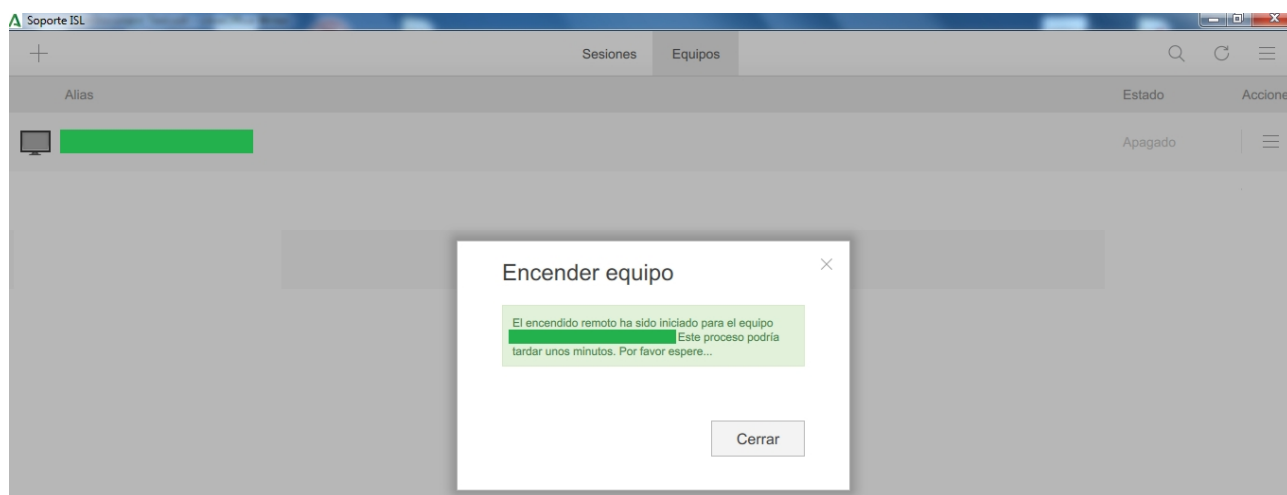 Soporte ISL
Sesiones Equipos
Alias Estado Accione
Apagado
Encender equipo
El encendido remoto ha sido iniciado para el equipo
Este proceso podría
tardar unos minutos. Por favor espere...
Cerrar